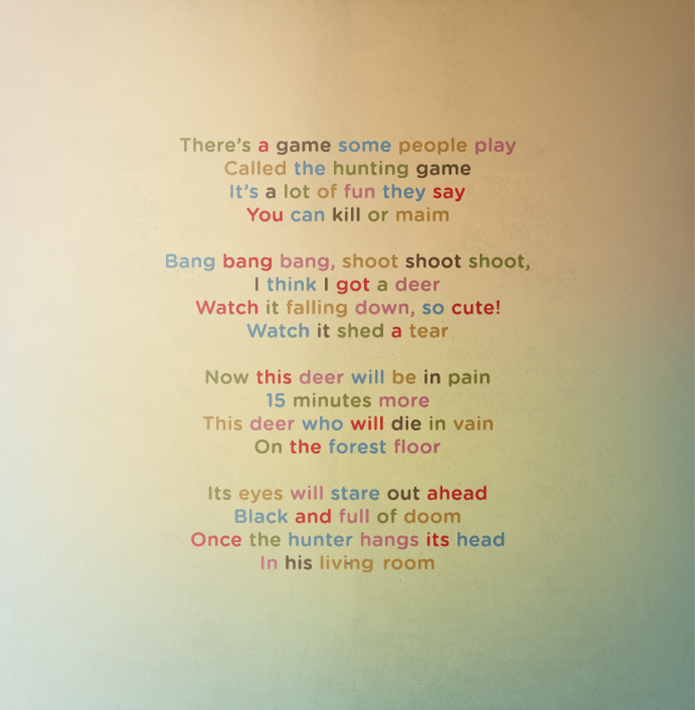 There's a game some people play
Called the hunting game
It's a lot of fun they say
You can kill or maim
Bang bang bang, shoot shoot shoot,
I think I got a deer
Watch it falling down, so cute!
Watch it shed a tear
Now this deer will be in pain
15 minutes more
This deer who will die in vain
On the forest floor
Its eyes will stare out ahead
Black and full of doom
Once the hunter hangs its head
In his living room